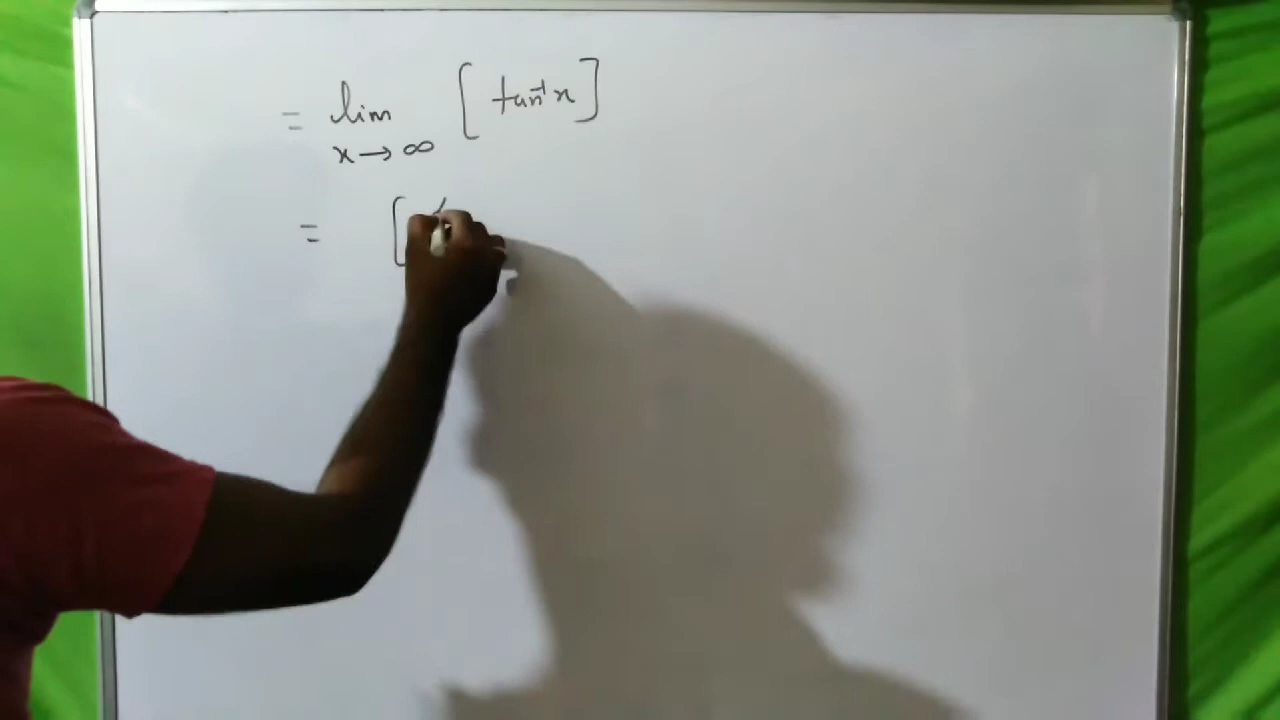 = lim [ tan⁻¹x ]
x → ∞
= [